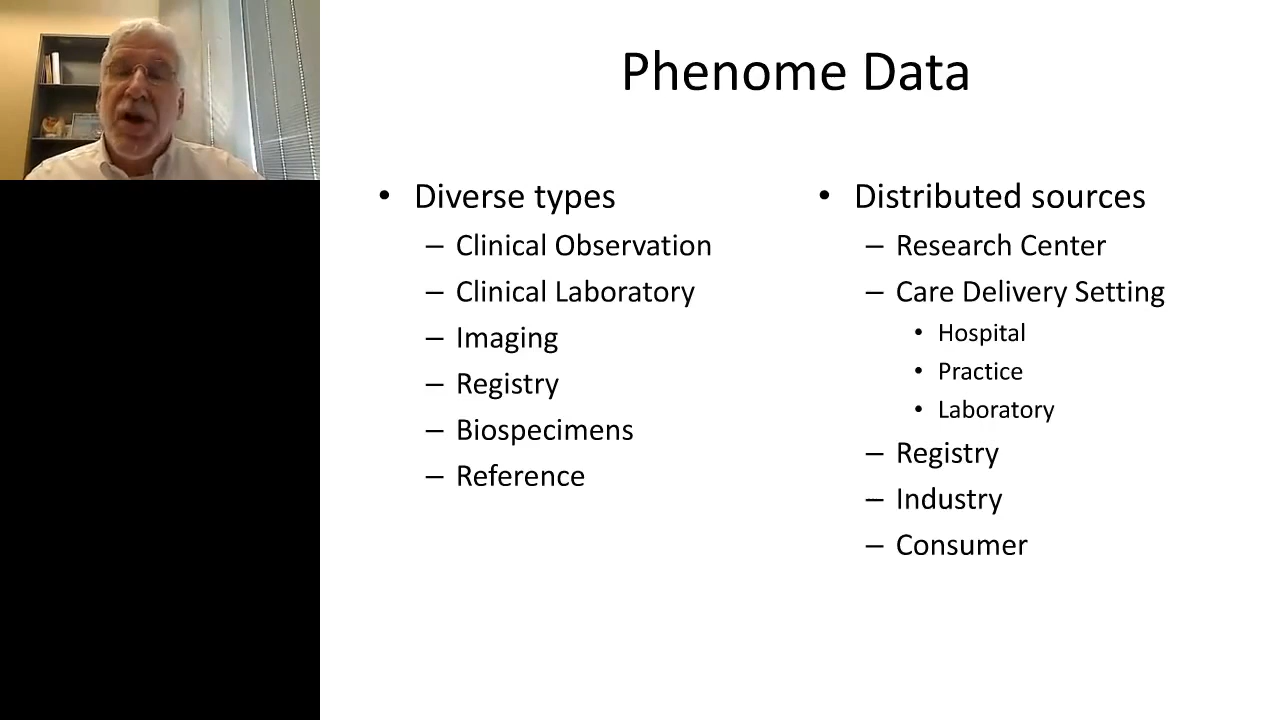 Phenome Data
• Diverse types
– Clinical Observation
– Clinical Laboratory
– Imaging
– Registry
– Biospecimens
– Reference
• Distributed sources
– Research Center
– Care Delivery Setting
• Hospital
• Practice
• Laboratory
– Registry
– Industry
– Consumer